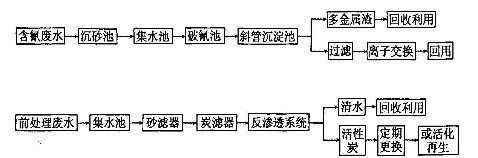 多金属渣 回收利用
含氰废水 沉砂池 集水池 破氰池 斜管沉淀池
过滤 离子交换 回用
清水 回收利用
前处理废水 集水池 砂滤器 炭滤器 反渗透系统
活性炭 定期更换 或活化再生